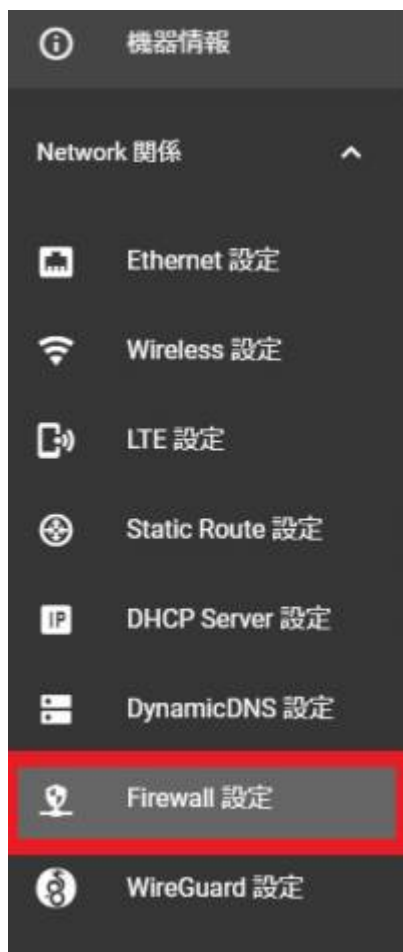 機器情報
Network 関係
Ethernet 設定
Wireless 設定
LTE 設定
Static Route 設定
IP
DHCP Server 設定
DynamicDNS 設定
Firewall 設定
WireGuard 設定